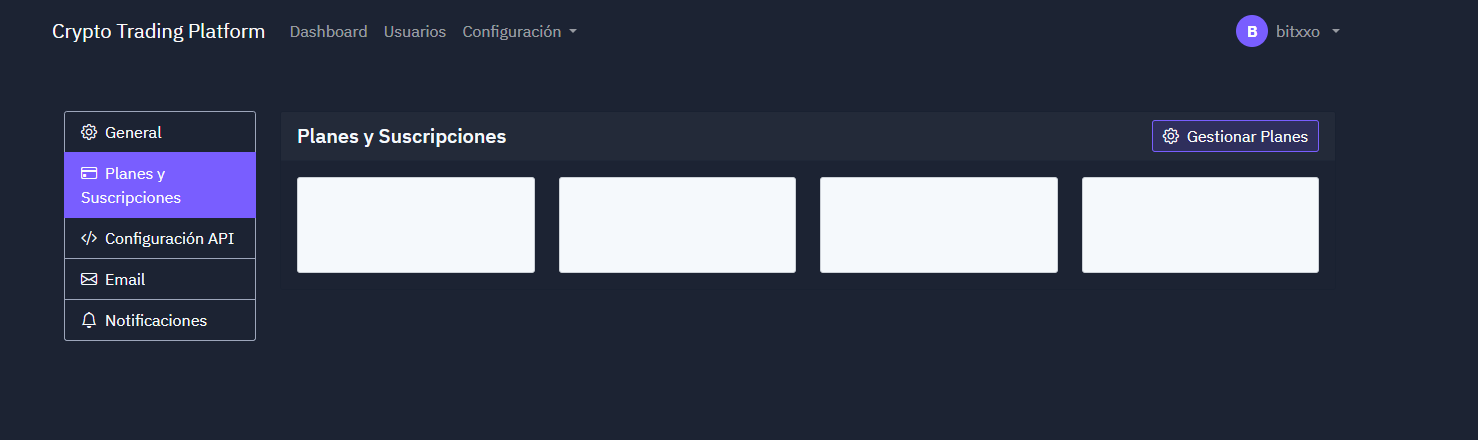 Crypto Trading Platform Dashboard Usuarios Configuración B bitxxo
General
Planes y
Suscripciones
Configuración API
Email
Notificaciones
Planes y Suscripciones Gestionar Planes